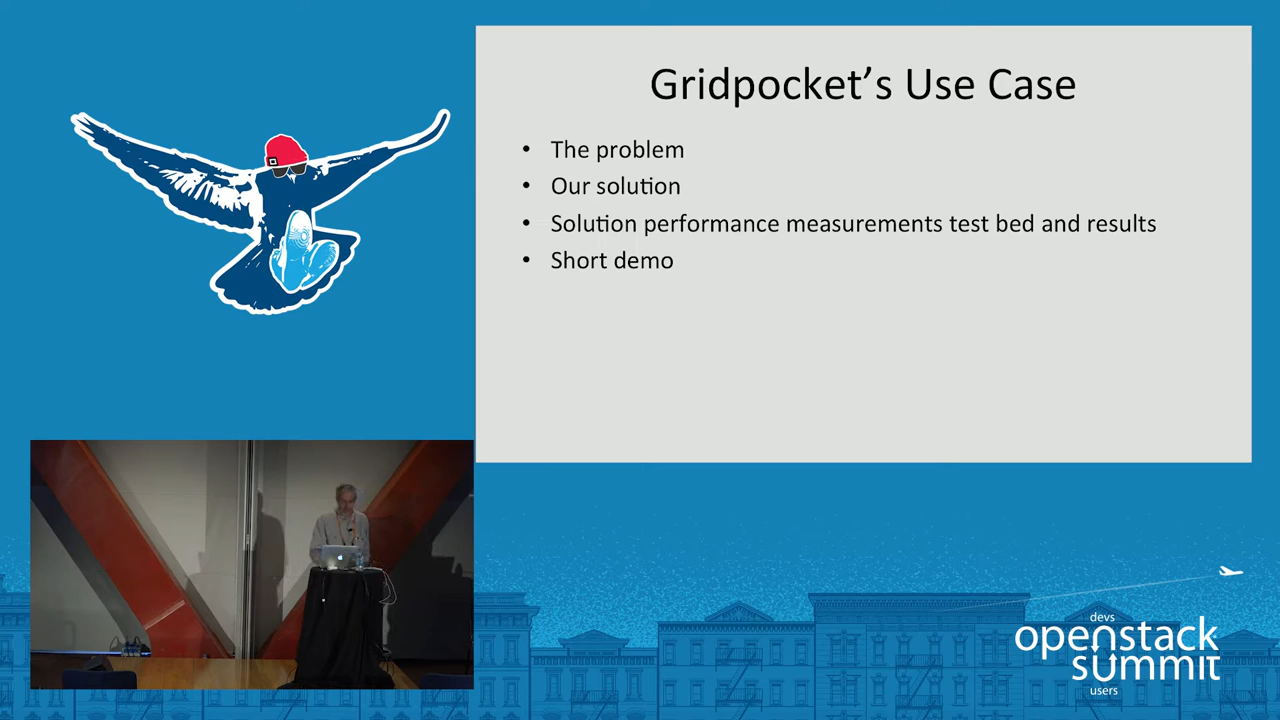 Gridpocket's Use Case
• The problem
• Our solution
• Solution performance measurements test bed and results
• Short demo
devs
openstack
summit
users